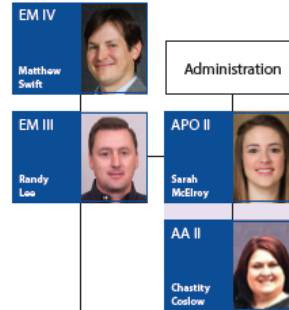 EM IV
Matthew
Swift
Administration
EM III
Randy
Lee
APO II
Sarah
McElroy
AA II
Chastity
Coslow